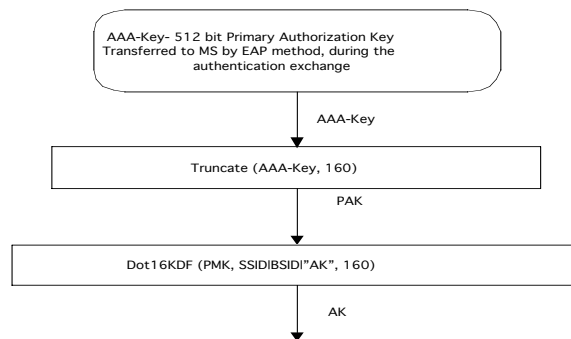 AAA-Key- 512 bit Primary Authorization Key
Transferred to MS by EAP method, during the
authentication exchange
AAA-Key
Truncate (AAA-Key, 160)
PAK
Dot16KDF (PMK, SSID|BSID|"AK", 160)
AK